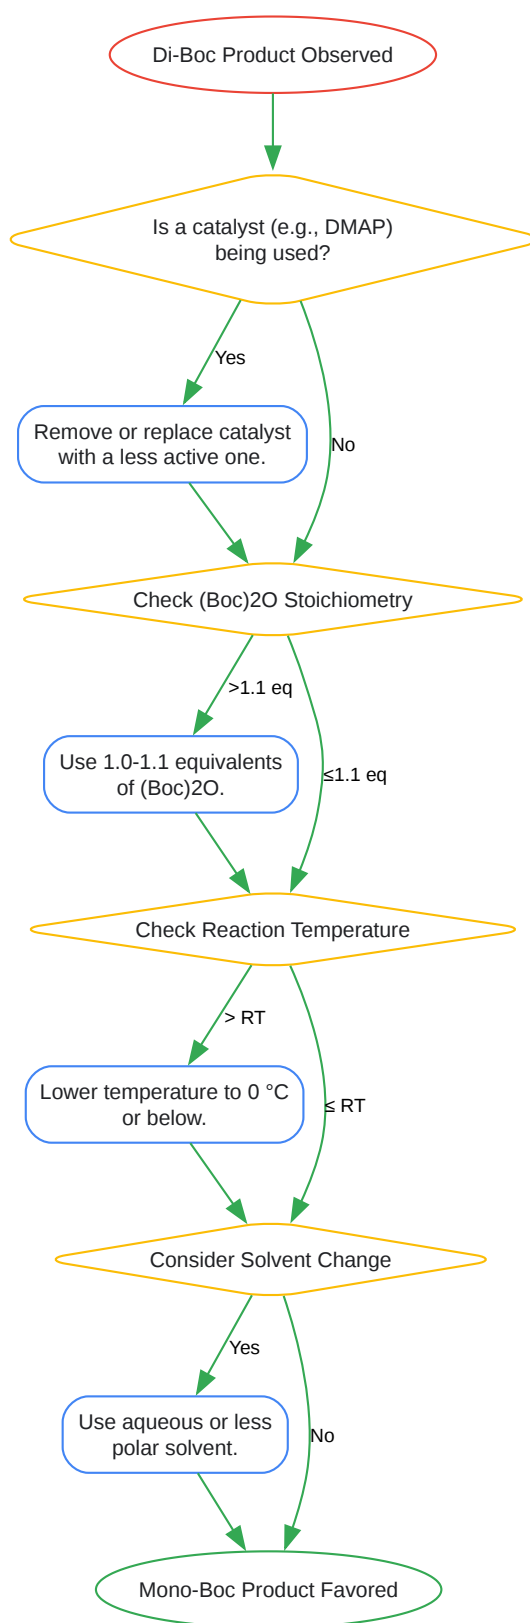 Di-Boc Product Observed
Is a catalyst (e.g., DMAP)
being used?
Yes
Remove or replace catalyst
with a less active one.
No
Check (Boc)2O Stoichiometry
>1.1 eq
Use 1.0-1.1 equivalents
of (Boc)2O.
≤1.1 eq
Check Reaction Temperature
> RT
Lower temperature to 0 °C
or below.
≤ RT
Consider Solvent Change
Yes
Use aqueous or less
polar solvent.
No
Mono-Boc Product Favored